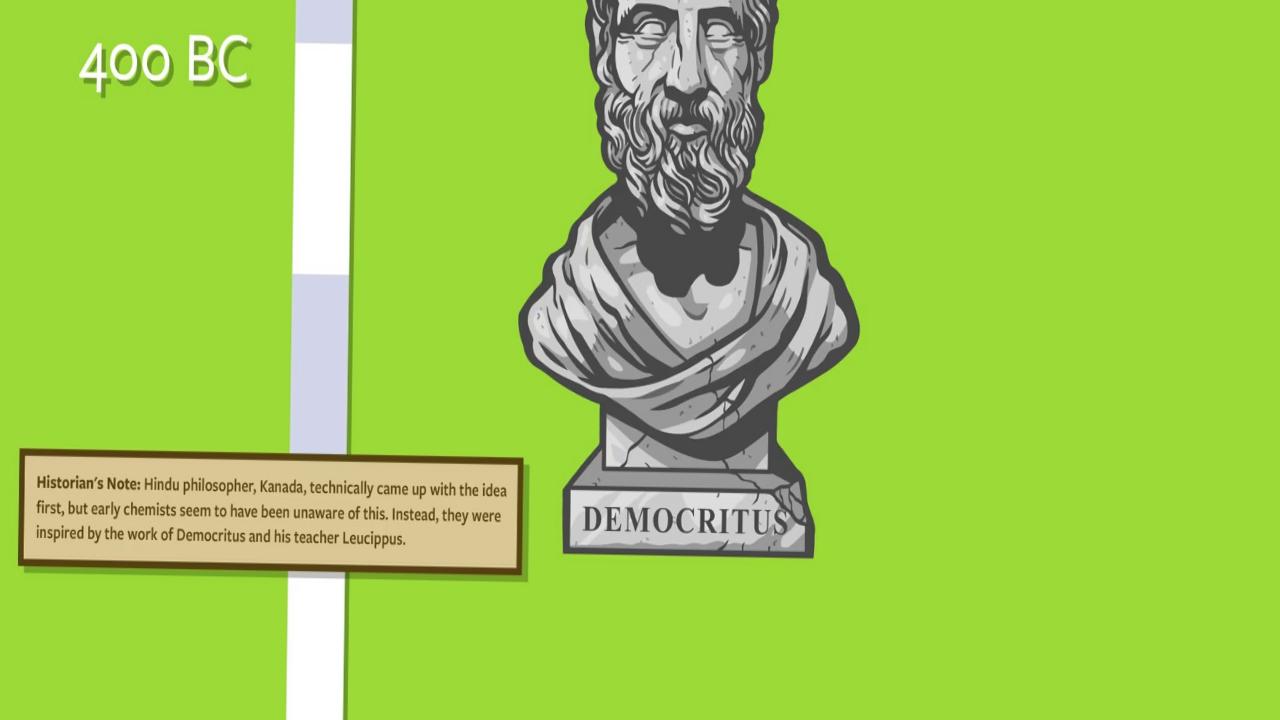 400 BC
Historian's Note: Hindu philosopher, Kanada, technically came up with the idea
first, but early chemists seem to have been unaware of this. Instead, they were
inspired by the work of Democritus and his teacher Leucippus.
DEMOCRITUS